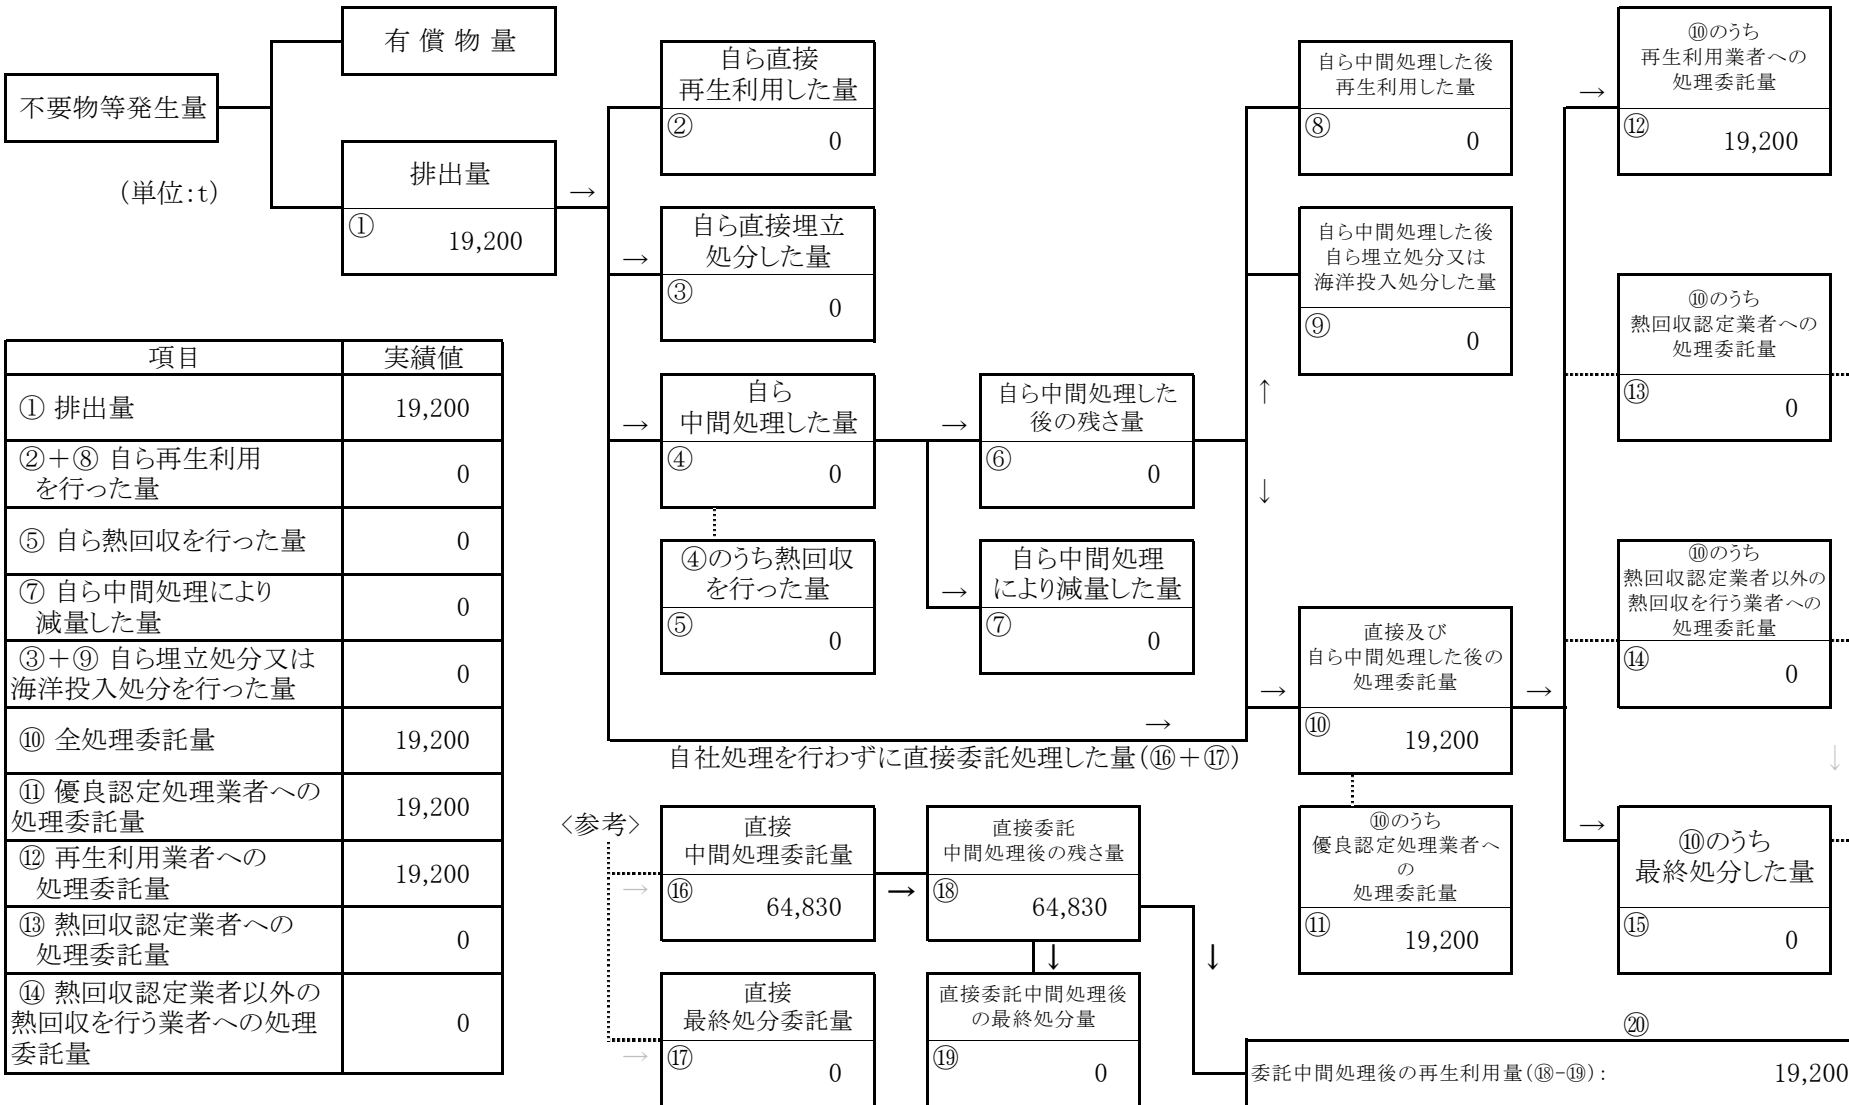 有 償 物 量
不要物等発生量
(単位:t)
排出量
①
19,200
→
自ら直接
再生利用した量
②
0
→
自ら直接埋立
処分した量
③
0
→
自ら
中間処理した量
④
0
④のうち熱回収
を行った量
⑤
0
→
自ら中間処理した
後の残さ量
⑥
0
→
自ら中間処理
により減量した量
⑦
0
↑
↓
自ら中間処理した後
再生利用した量
⑧
0
自ら中間処理した後
自ら埋立処分又は
海洋投入処分した量
⑨
0
→
自社処理を行わずに直接委託処理した量(⑯+⑰)
→
直接及び
自ら中間処理した後の
処理委託量
⑩
19,200
⑩のうち
優良認定処理業者へ
の
処理委託量
⑪
19,200
→
→
⑩のうち
再生利用業者への
処理委託量
⑫
19,200
⑩のうち
熱回収認定業者への
処理委託量
⑬
0
⑩のうち
熱回収認定業者以外の
熱回収を行う業者への
処理委託量
⑭
0
↓
→
⑩のうち
最終処分した量
⑮
0
項目 実績値
① 排出量 19,200
②+⑧ 自ら再生利用
を行った量
0
⑤ 自ら熱回収を行った量 0
⑦ 自ら中間処理により
減量した量
0
③+⑨ 自ら埋立処分又は
海洋投入処分を行った量
0
⑩ 全処理委託量 19,200
⑪ 優良認定処理業者への
処理委託量
19,200
⑫ 再生利用業者への
処理委託量
19,200
⑬ 熱回収認定業者への
処理委託量
0
⑭ 熱回収認定業者以外の
熱回収を行う業者への処理
委託量
0
〈参考〉
→
直接
中間処理委託量
⑯
64,830
→
直接委託
中間処理後の残さ量
⑱
64,830
↓
↓
→
直接
最終処分委託量
⑰
0
直接委託中間処理後
の最終処分量
⑲
0
⑳
委託中間処理後の再生利用量(⑱-⑲): 19,200